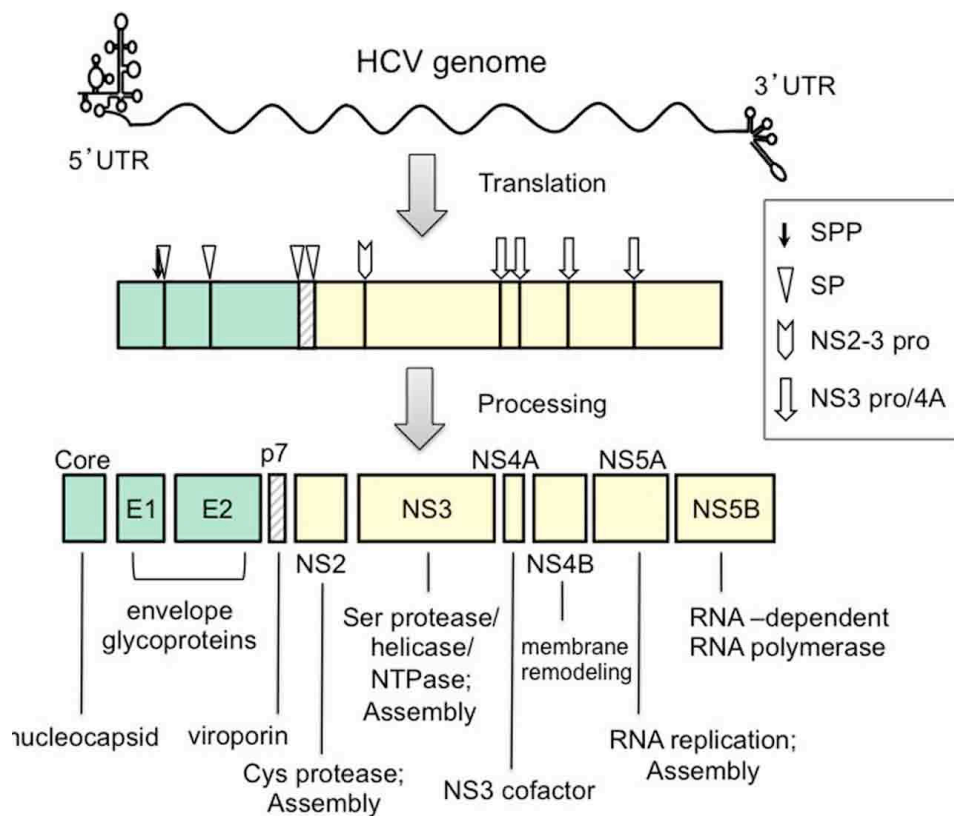 HCV genome
3’UTR
5’UTR
Translation
SPP
SP
NS2-3 pro
NS3 pro/4A
Processing
Core
p7
NS4A
NS5A
E1
E2
NS3
NS5B
NS2
NS4B
envelope
glycoproteins
Ser protease/
helicase/
NTPase;
Assembly
membrane
remodeling
RNA –dependent
RNA polymerase
nucleocapsid
viroporin
Cys protease;
Assembly
NS3 cofactor
RNA replication;
Assembly